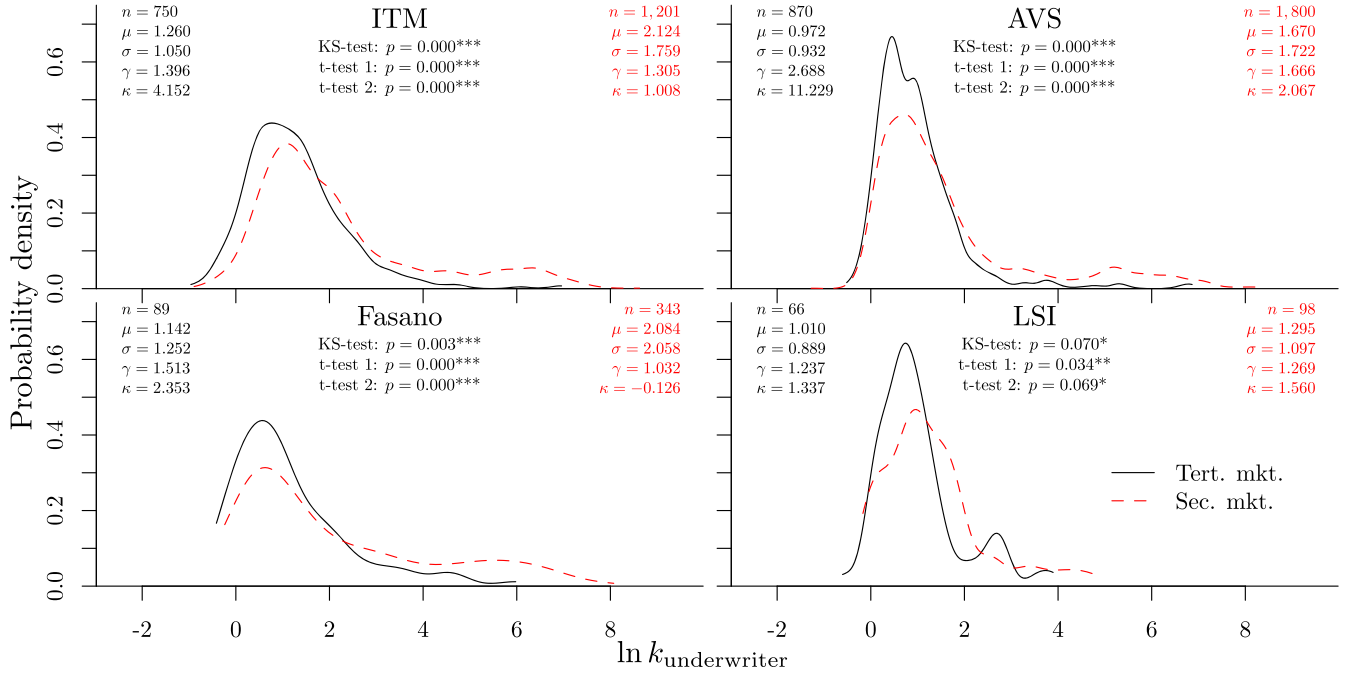 ITM
n = 750
μ = 1.260
σ = 1.050
γ = 1.396
κ = 4.152
KS-test: p = 0.000***
t-test 1: p = 0.000***
t-test 2: p = 0.000***
n = 1,201
μ = 2.124
σ = 1.759
γ = 1.305
κ = 1.008
AVS
n = 870
μ = 0.972
σ = 0.932
γ = 2.688
κ = 11.229
KS-test: p = 0.000***
t-test 1: p = 0.000***
t-test 2: p = 0.000***
n = 1,800
μ = 1.670
σ = 1.722
γ = 1.666
κ = 2.067
Fasano
n = 89
μ = 1.142
σ = 1.252
γ = 1.513
κ = 2.353
KS-test: p = 0.003***
t-test 1: p = 0.000***
t-test 2: p = 0.000***
n = 343
μ = 2.084
σ = 2.058
γ = 1.032
κ = −0.126
LSI
n = 66
μ = 1.010
σ = 0.889
γ = 1.237
κ = 1.337
KS-test: p = 0.070*
t-test 1: p = 0.034**
t-test 2: p = 0.069*
n = 98
μ = 1.295
σ = 1.097
γ = 1.269
κ = 1.560
Tert. mkt.
Sec. mkt.
Probability density
0.6
0.4
0.2
0.0
0.6
0.4
0.2
0.0
-2 0 2 4 6 8
-2 0 2 4 6 8
ln k underwriter